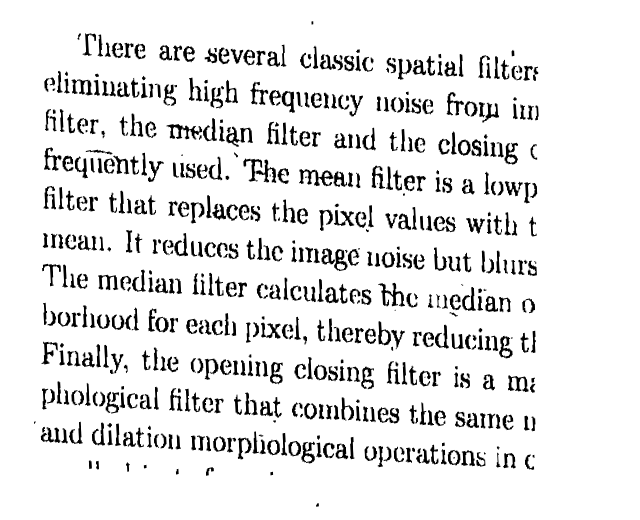 There are several classic spatial filters
eliminating high frequency noise from im
filter, the median filter and the closing
frequently used. The mean filter is a lowp
filter that replaces the pixel values with t
mean. It reduces the image noise but blurs
The median filter calculates the median o
borhood for each pixel, thereby reducing th
Finally, the opening closing filter is a ma
phological filter that combines the same n
and dilation morphological operations in c